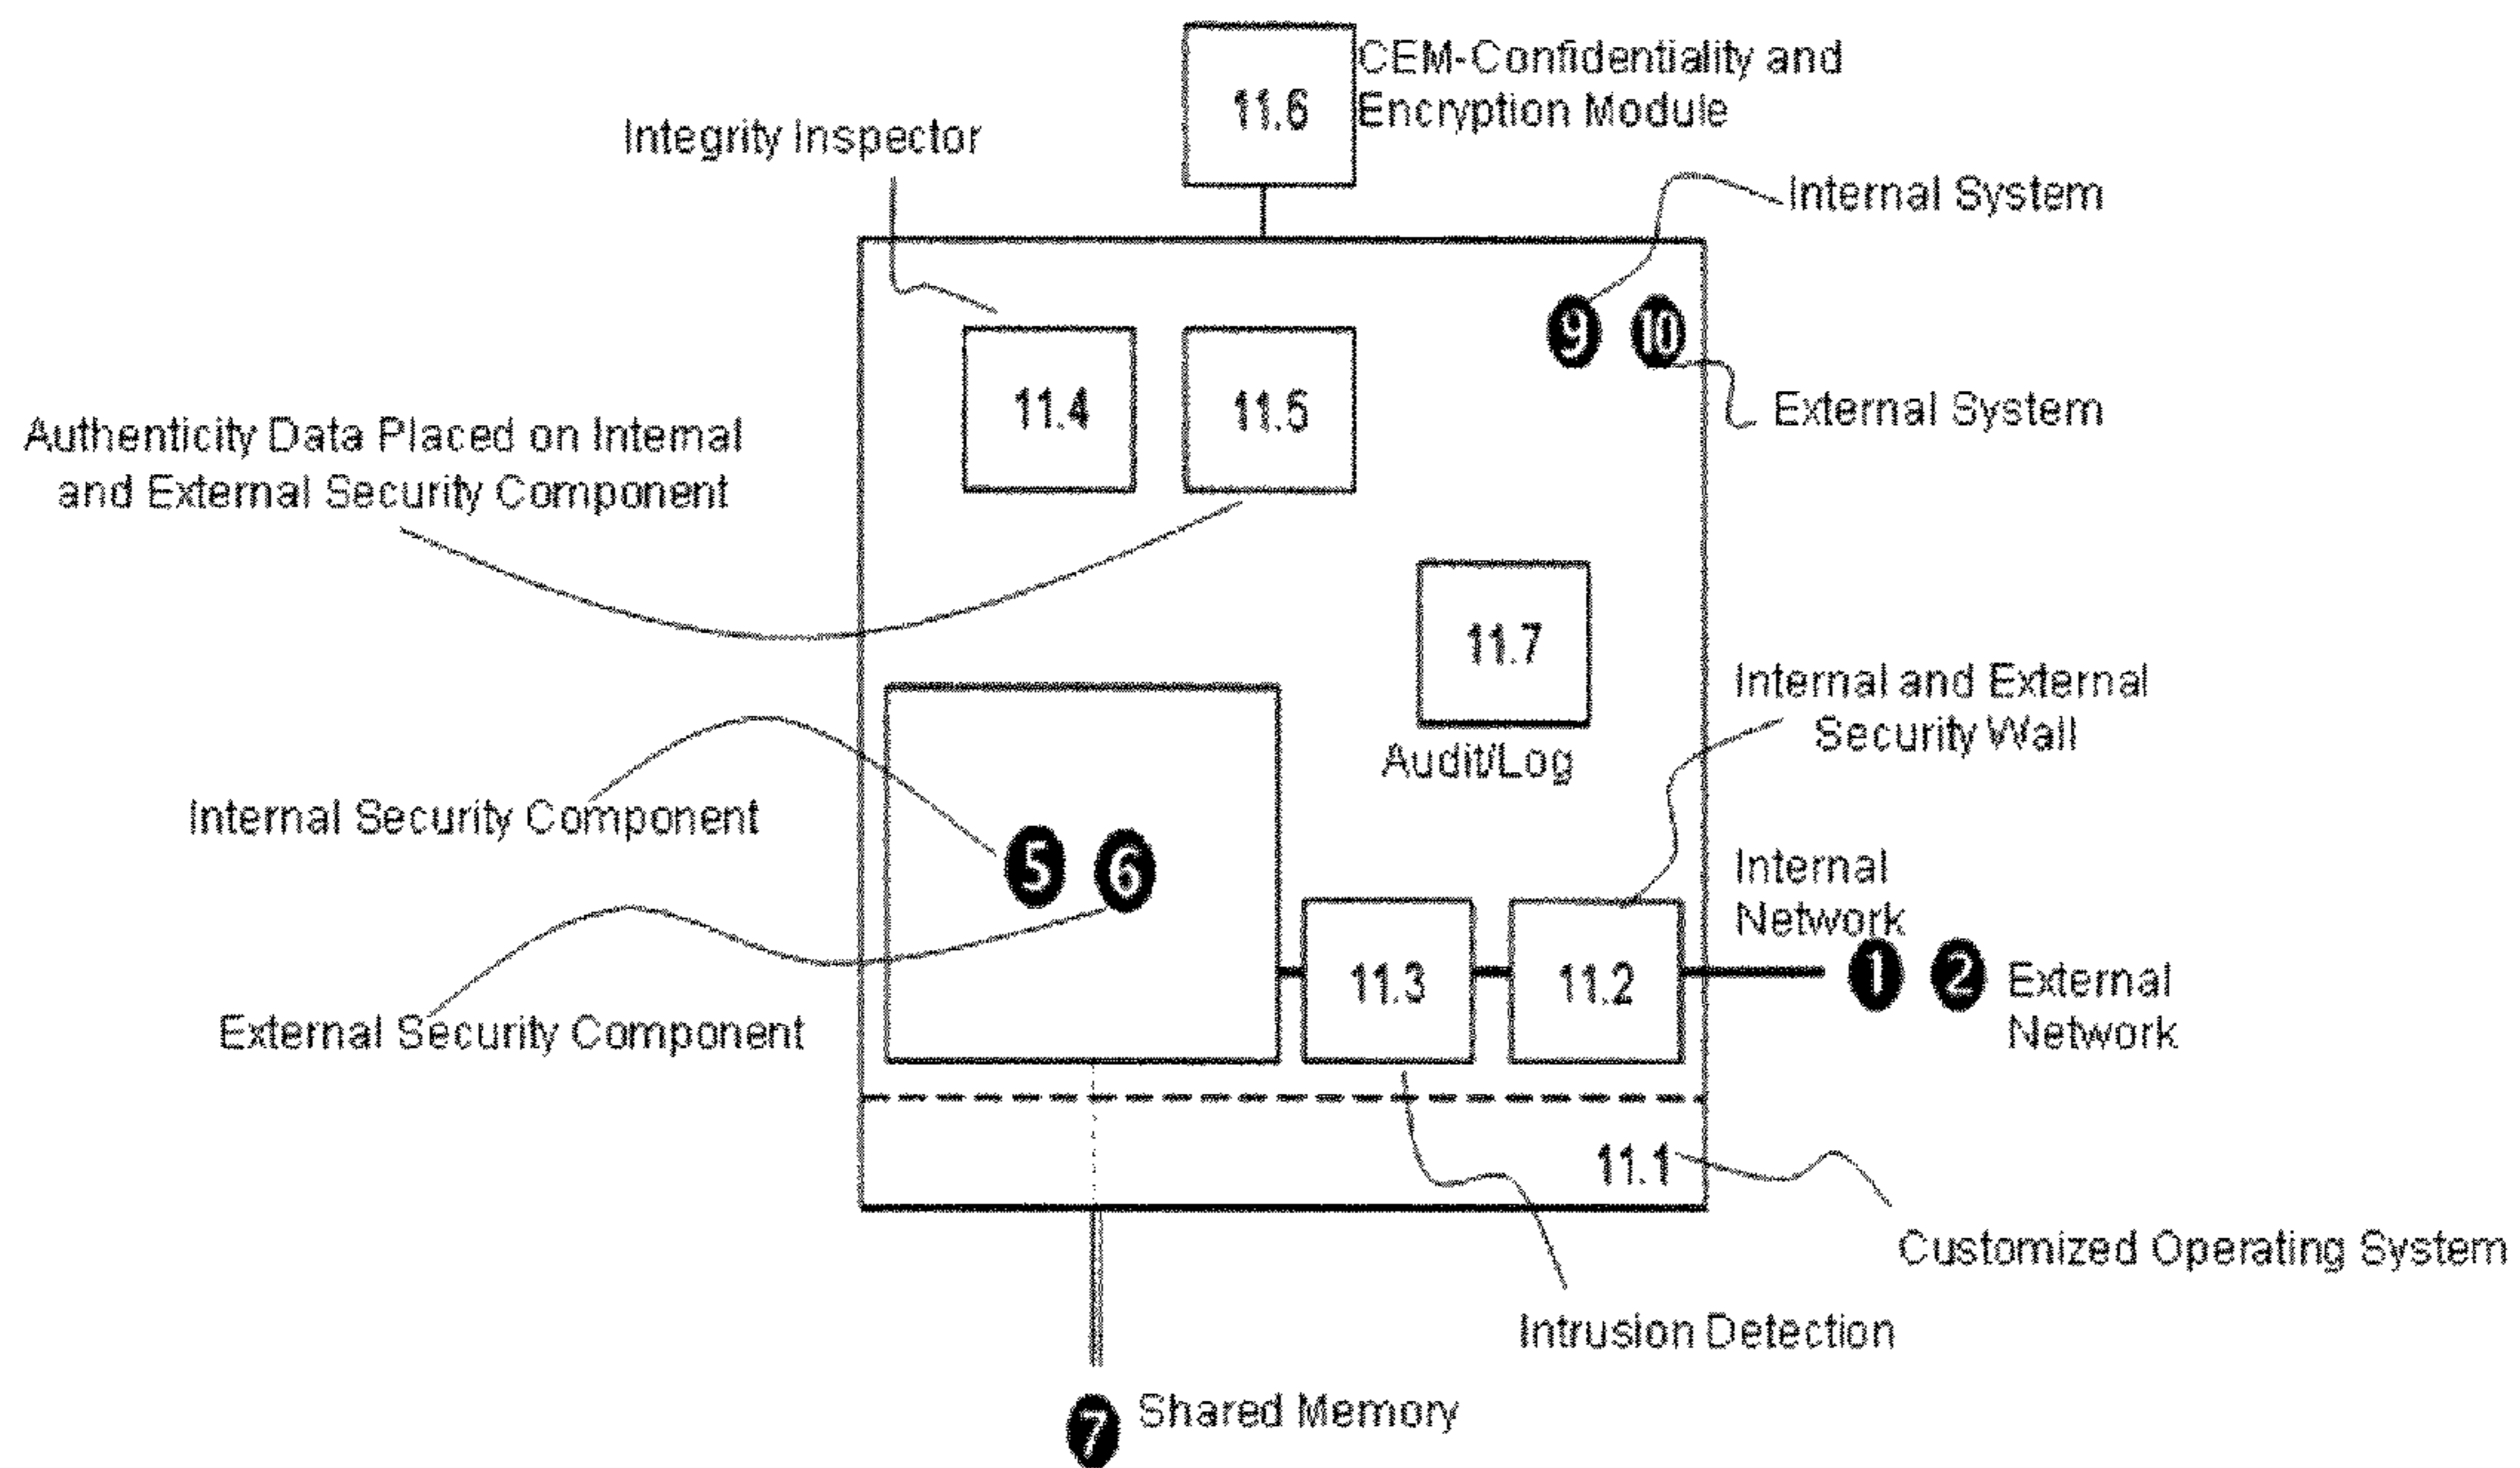 CEM-Confidentiality and
Encryption Module
11.6
Integrity Inspector
Internal System
9
10
External System
11.4
11.5
Authenticity Data Placed on Internal
and External Security Component
11.7
Audit/Log
Internal and External
Security Wall
Internal Security Component
5
6
Internal
Network
1
2
External
Network
11.3
11.2
External Security Component
11.1
Customized Operating System
Intrusion Detection
7
Shared Memory